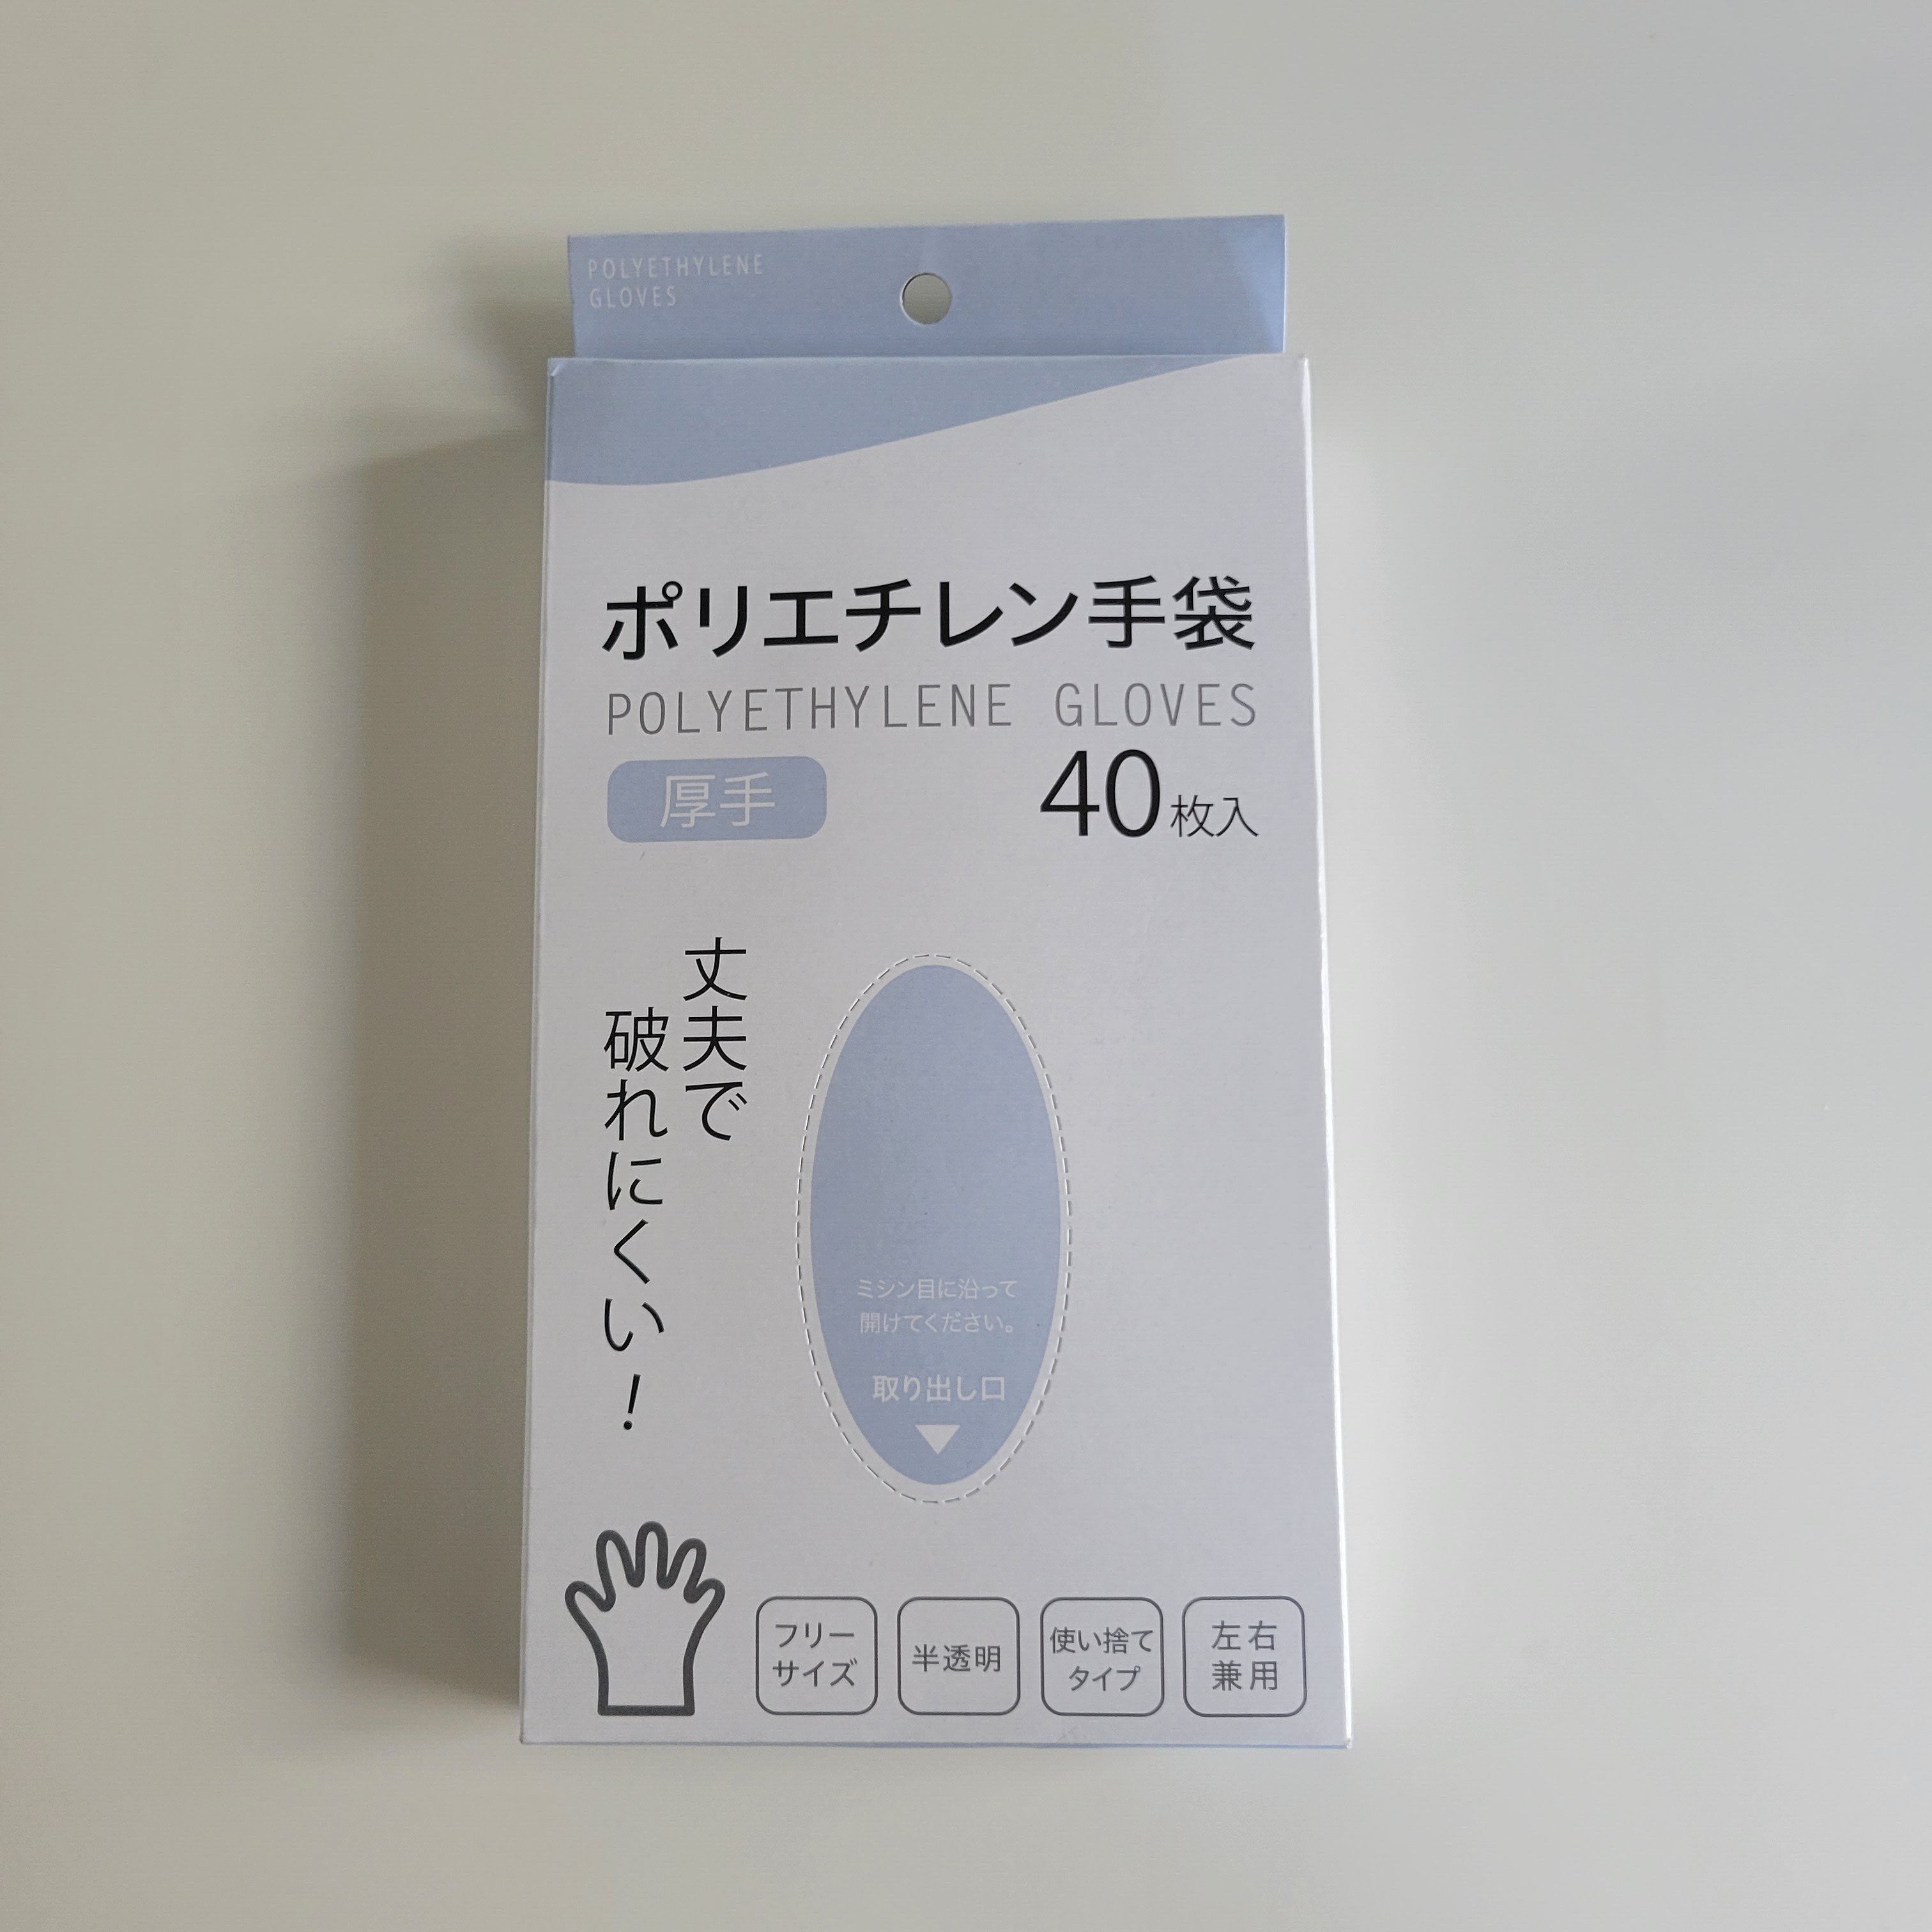 POLYETHYLENE
GLOVES
ポリエチレン手袋
POLYETHYLENE GLOVES
厚手
40枚入
丈夫で
破れにくい!
ミシン目に沿って
開けてください。
取り出し口
フリー
サイズ
半透明
使い捨て
タイプ
左右
兼用